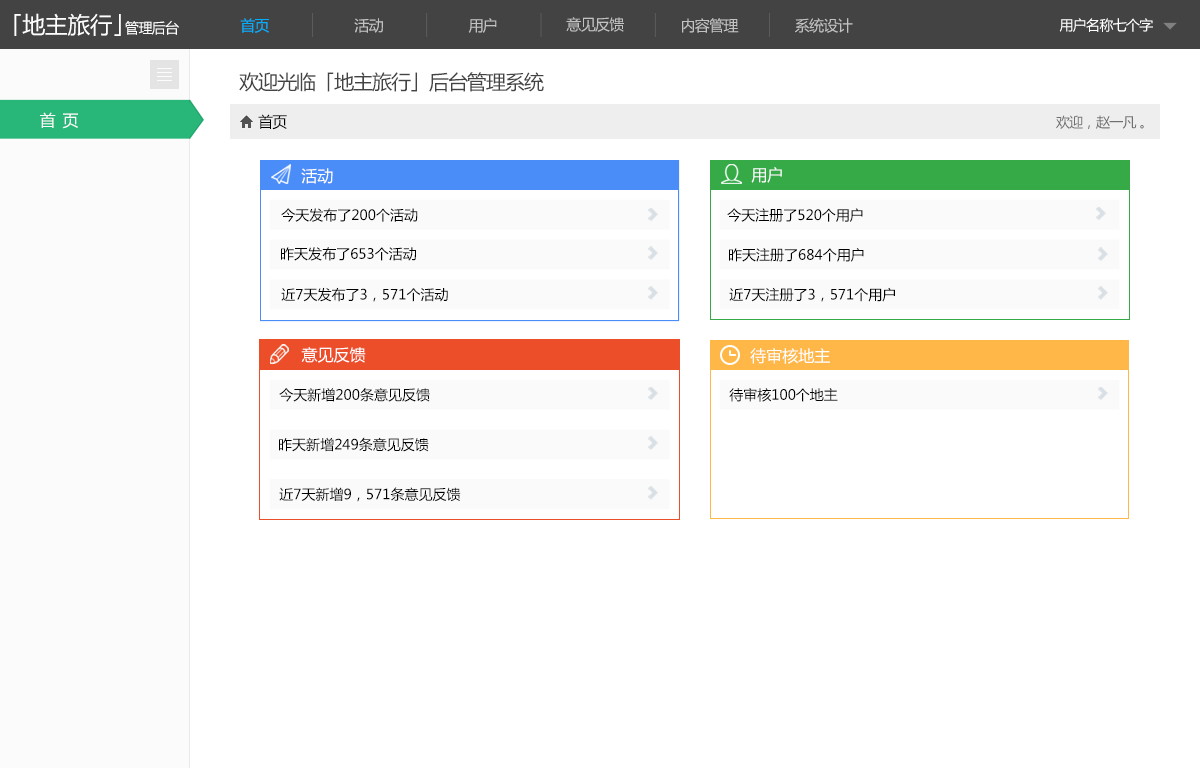 「地主旅行」管理后台 首页 活动 用户 意见反馈 内容管理 系统设计 用户名称七个字
首 页
欢迎光临「地主旅行」后台管理系统
首页 欢迎，赵一凡。
活动
今天发布了200个活动
昨天发布了653个活动
近7天发布了3，571个活动
用户
今天注册了520个用户
昨天注册了684个用户
近7天注册了3，571个用户
意见反馈
今天新增200条意见反馈
昨天新增249条意见反馈
近7天新增9，571条意见反馈
待审核地主
待审核100个地主